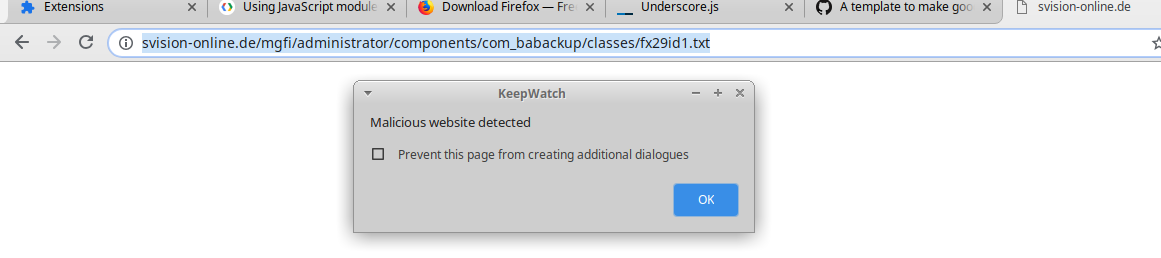 Extensions
Using JavaScript module
Download Firefox — Fre
Underscore.js
A template to make goo
svision-online.de
svision-online.de/mgfi/administrator/components/com_babackup/classes/fx29id1.txt
KeepWatch
Malicious website detected
Prevent this page from creating additional dialogues
OK